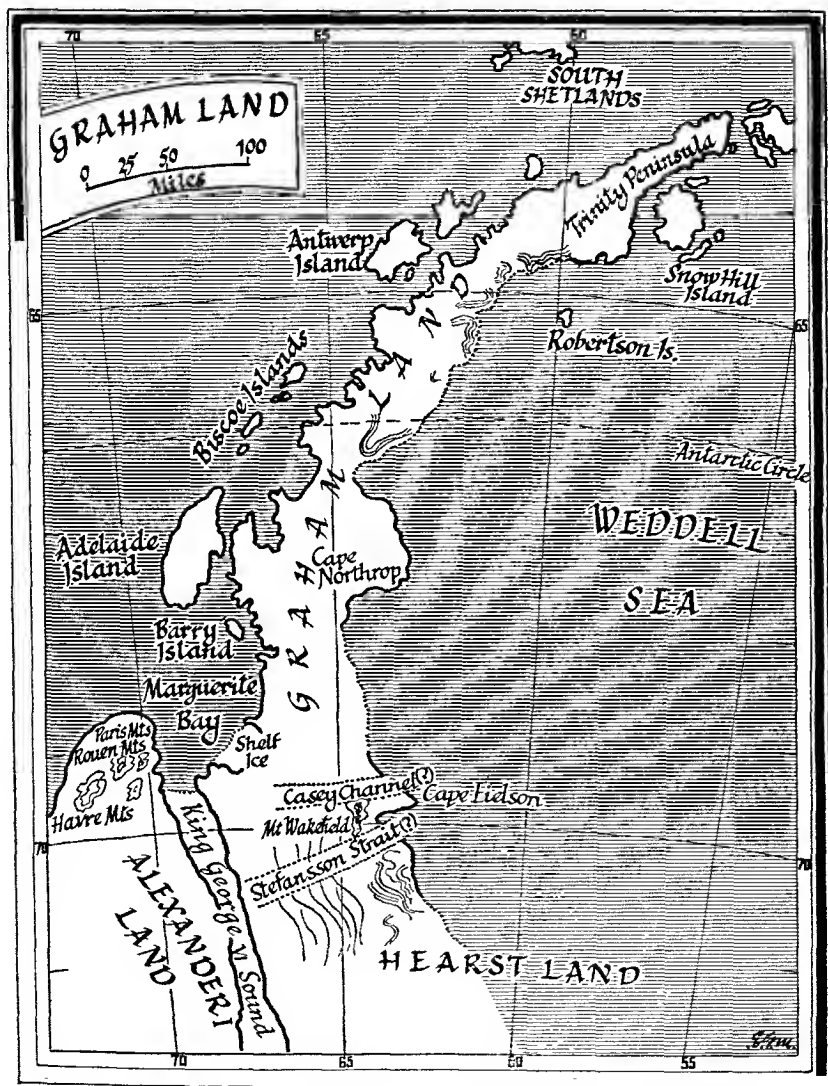 70
65
60
SOUTH
SHETLANDS
GRAHAM LAND
0 25 50 100
Miles
Trinity Peninsula
Antwerp
Island
Snow Hill
Island
65
65
Robertson Is.
Biscoe Islands
Antarctic Circle
WEDDELL
SEA
Adelaide
Island
Cape
Northrop
GRAHAM LAN
Barry
Island
Marguerite
Bay
Shelf
Ice
Paris Mts
Rouen Mts
Havre Mts
Casey Channel(?)
Cape Eielson
Mt Wakefield
70
70
Stefansson Strait(?)
King George VI Sound
ALEXANDER I
LAND
HEARST LAND
70
65
60
55